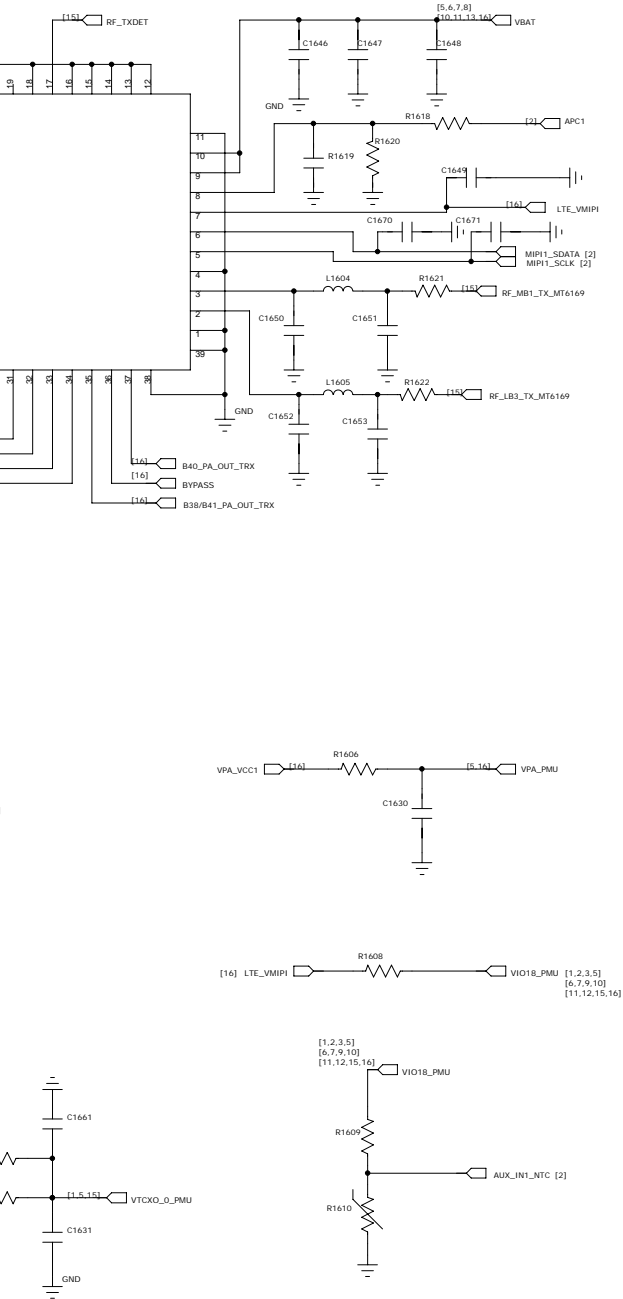 [5,6,7,8]
[10,11,13,16]
VBAT
[15]
RF_TXDET
C1646
C1647
C1648
19
18
17
16
15
14
13
12
GND
R1618
[2]
APC1
11
R1619
R1620
10
9
C1649
8
[16]
LTE_VMIPI
7
C1670
C1671
6
MIPI1_SDATA [2]
5
MIPI1_SCLK [2]
4
L1604
R1621
3
[15]
RF_MB1_TX_MT6169
2
C1650
C1651
1
39
31
32
33
34
35
36
37
38
L1605
R1622
[15]
RF_LB3_TX_MT6169
GND
C1652
C1653
[16]
B40_PA_OUT_TRX
[16]
BYPASS
[16]
B38/B41_PA_OUT_TRX
R1606
VPA_VCC1
[16]
[5,16]
VPA_PMU
C1630
R1608
[16] LTE_VMIPI
VIO18_PMU [1,2,3,5]
[6,7,9,10]
[11,12,15,16]
[1,2,3,5]
[6,7,9,10]
[11,12,15,16]
VIO18_PMU
C1661
R1609
AUX_IN1_NTC [2]
[1,5,15]
VTCXO_0_PMU
R1610
C1631
GND